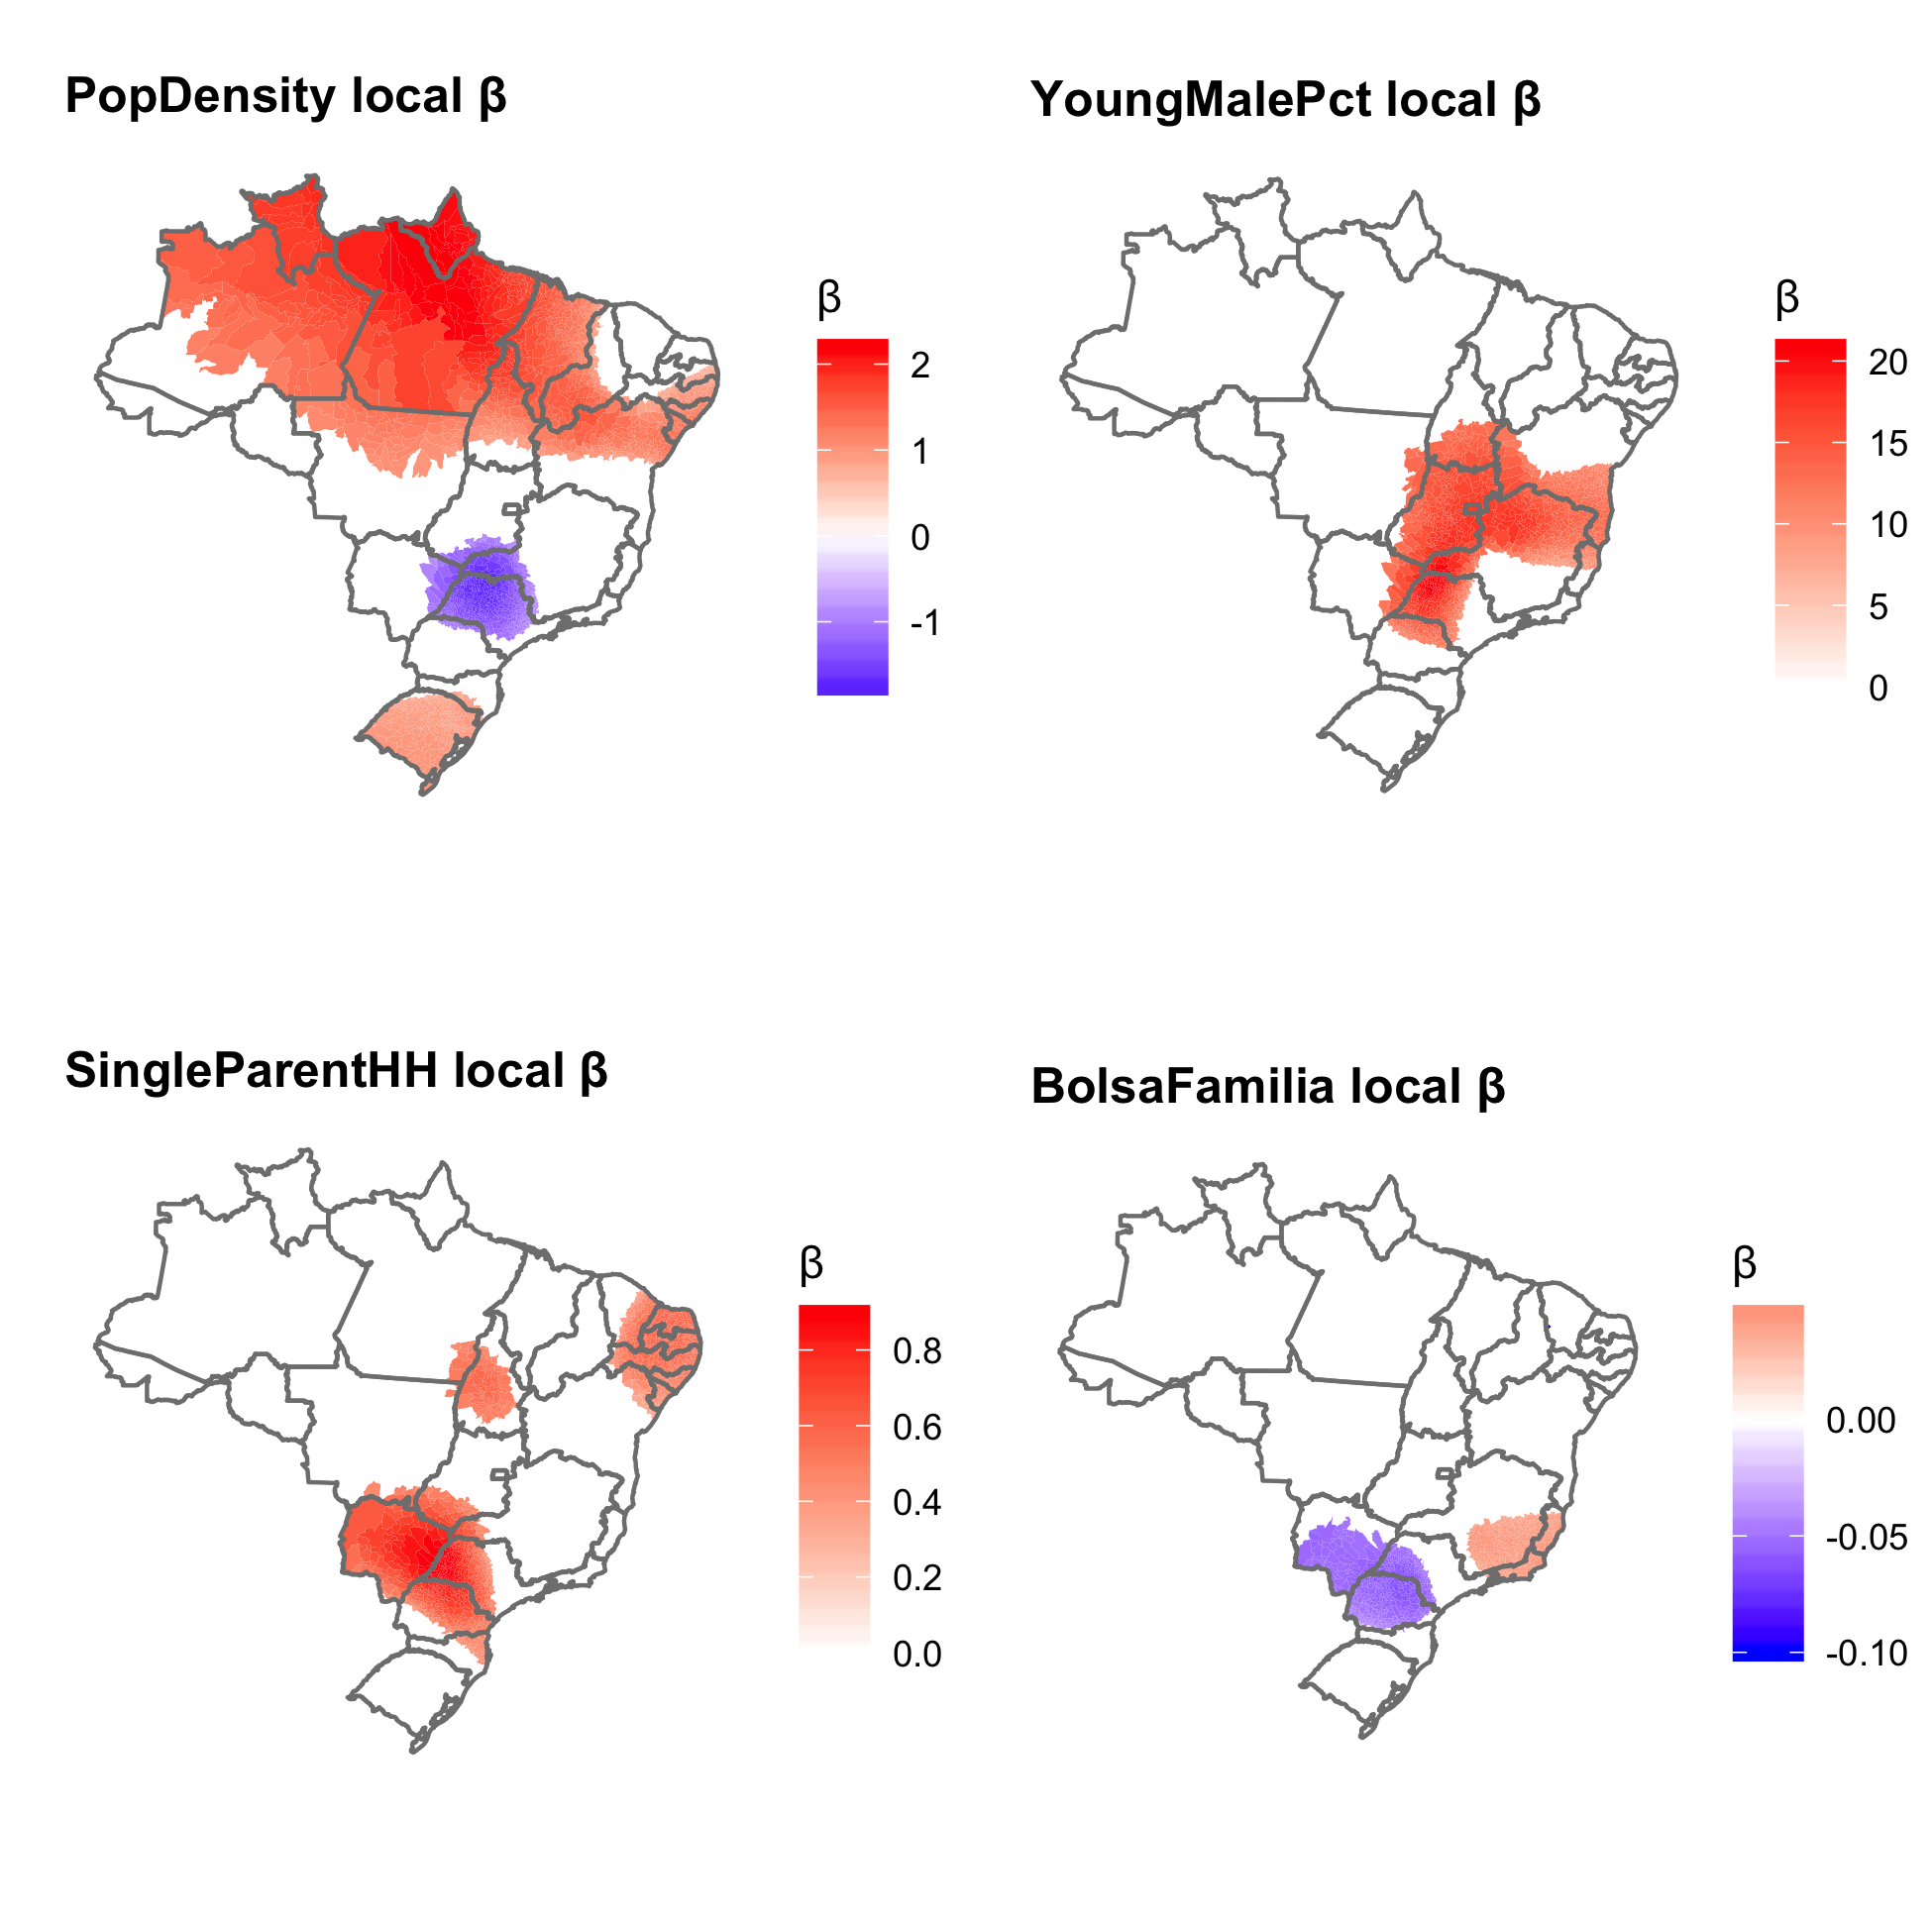 PopDensity local β
β
2
1
0
-1
YoungMalePct local β
β
20
15
10
5
0
SingleParentHH local β
β
0.8
0.6
0.4
0.2
0.0
BolsaFamilia local β
β
0.00
-0.05
-0.10